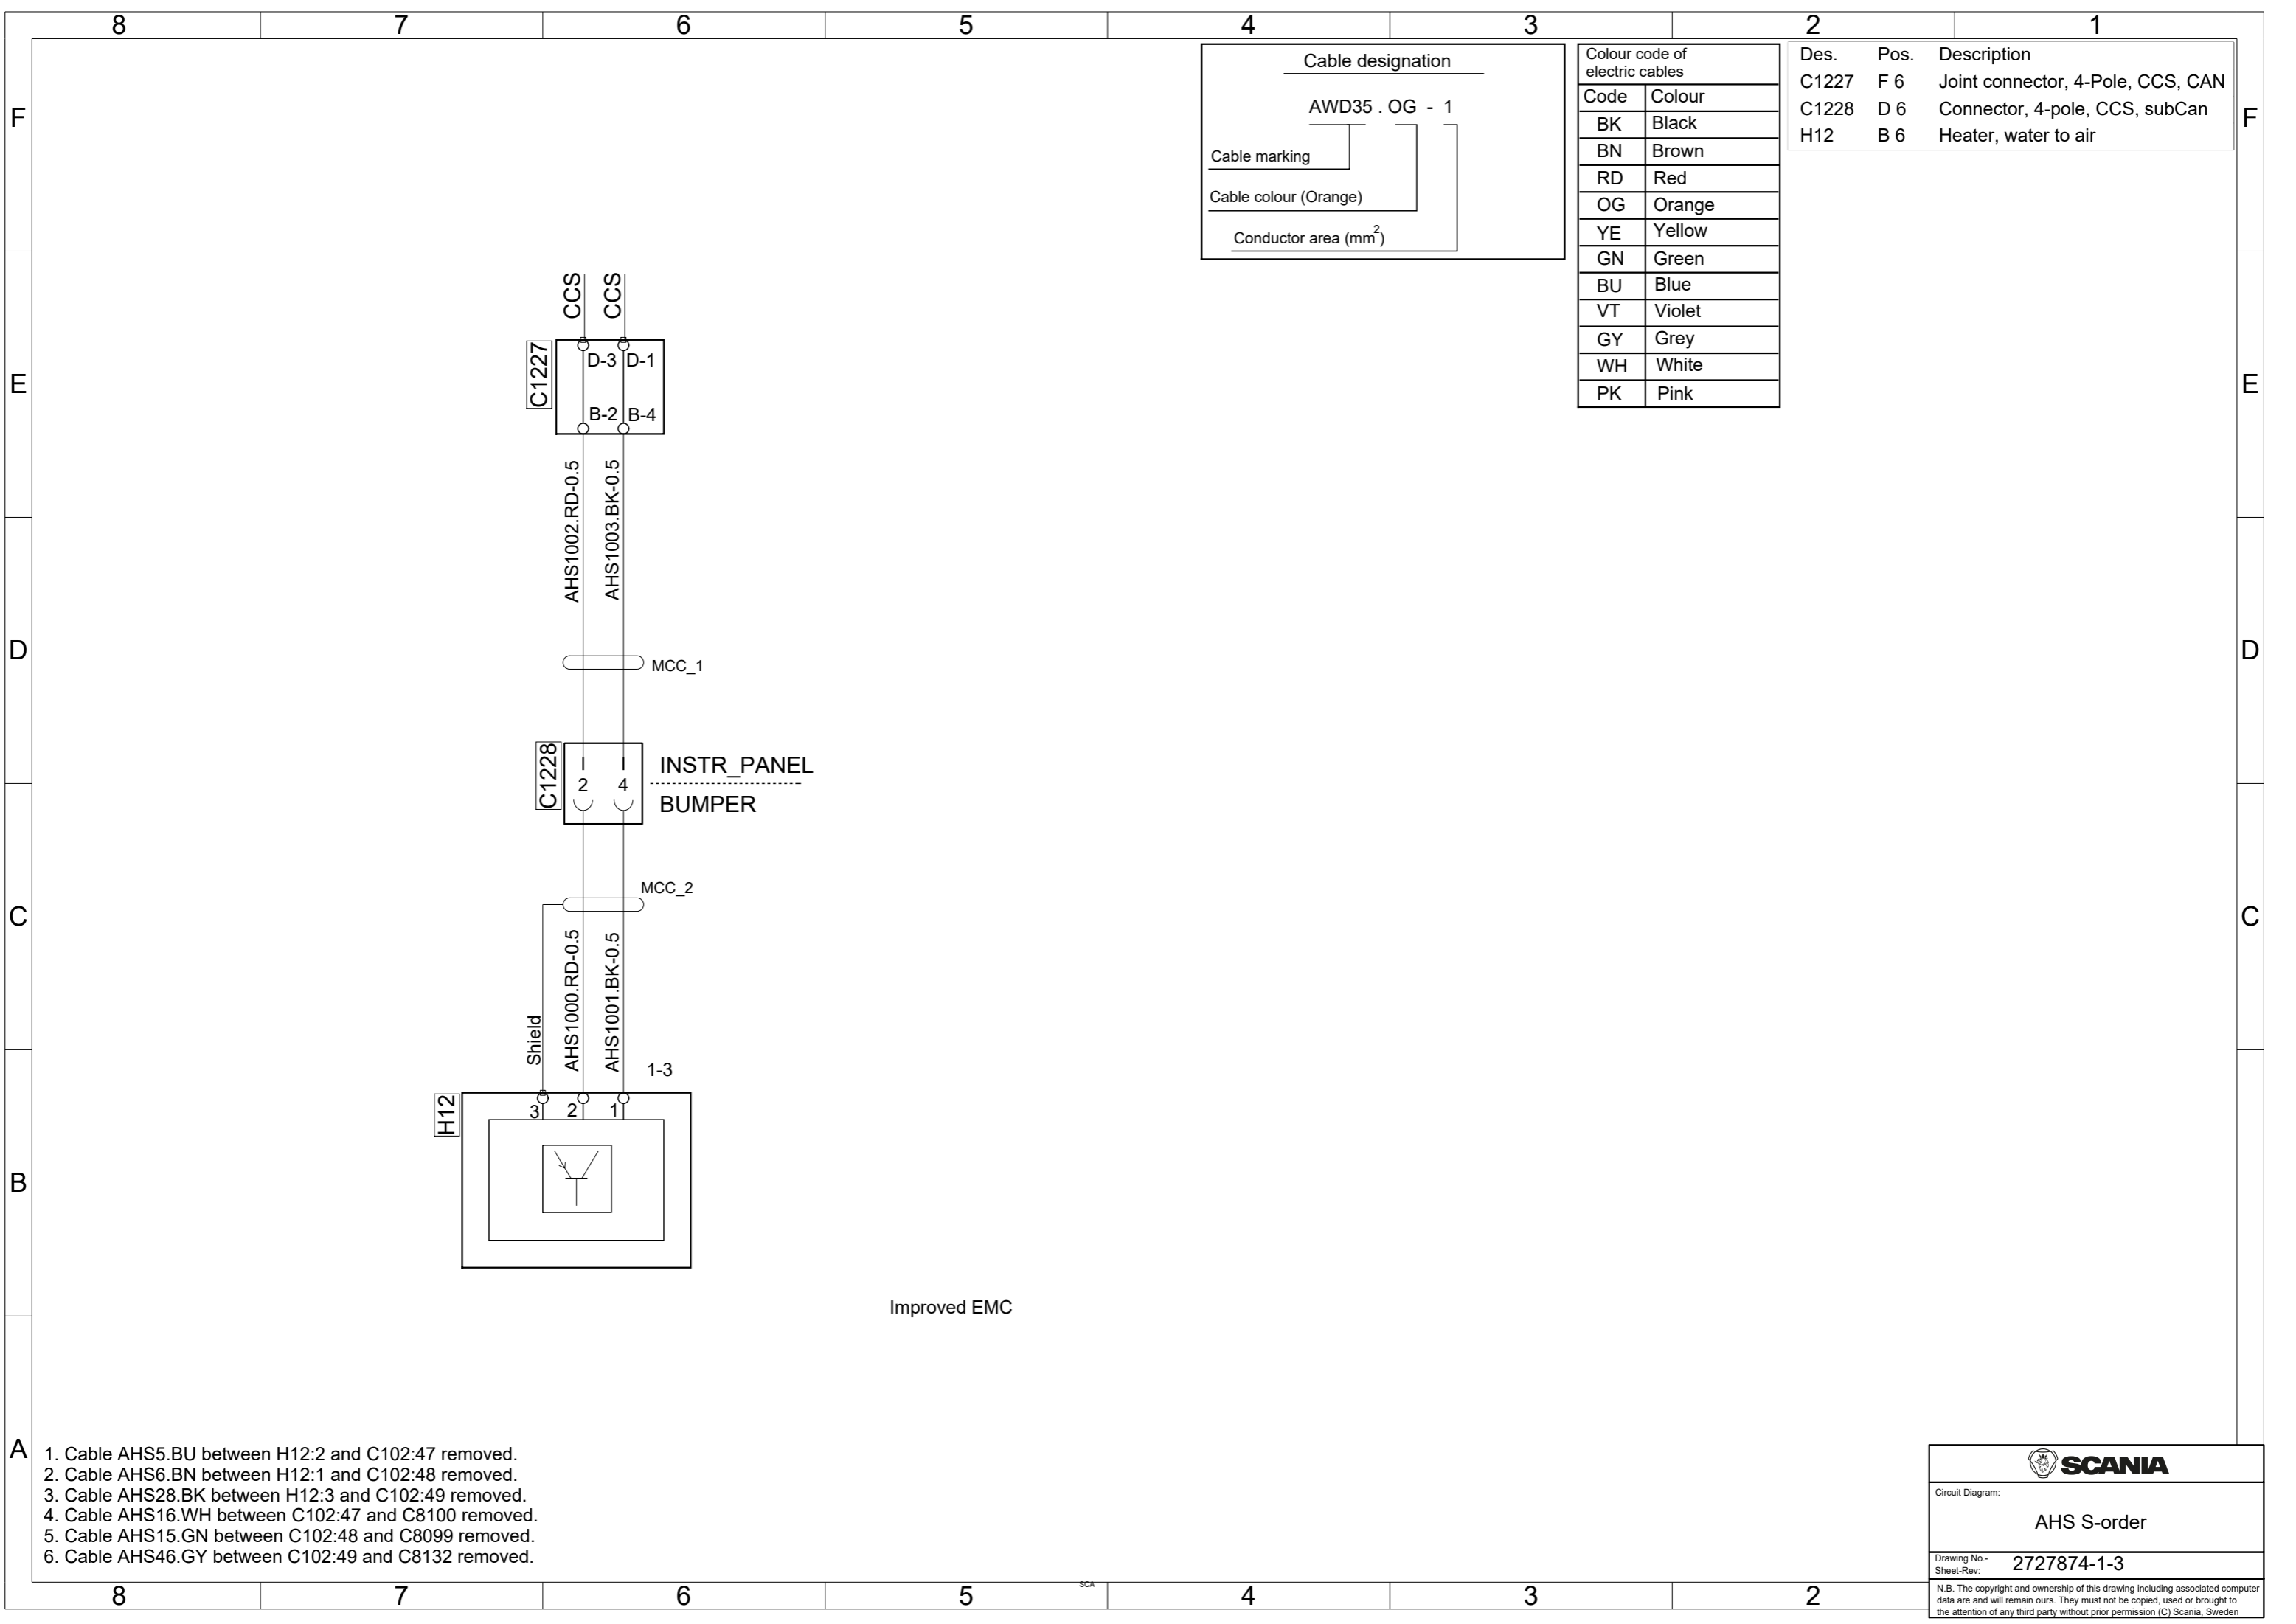 8 7 6 5 4 3 2 1
F
F
E
E
D
D
C
C
B
B
A
Cable designation
AWD35 . OG - 1
Cable marking
Cable colour (Orange)
Conductor area (mm2)
Colour code of
electric cables
Code Colour
BK Black
BN Brown
RD Red
OG Orange
YE Yellow
GN Green
BU Blue
VT Violet
GY Grey
WH White
PK Pink
Des. Pos. Description
C1227 F 6 Joint connector, 4-Pole, CCS, CAN
C1228 D 6 Connector, 4-pole, CCS, subCan
H12 B 6 Heater, water to air
CCS CCS
C1227
D-3 D-1
B-2 B-4
AHS1002.RD-0.5
AHS1003.BK-0.5
MCC_1
C1228
2 4
INSTR_PANEL
BUMPER
MCC_2
Shield
AHS1000.RD-0.5
AHS1001.BK-0.5
1-3
H12
3 2 1
Improved EMC
1. Cable AHS5.BU between H12:2 and C102:47 removed.
2. Cable AHS6.BN between H12:1 and C102:48 removed.
3. Cable AHS28.BK between H12:3 and C102:49 removed.
4. Cable AHS16.WH between C102:47 and C8100 removed.
5. Cable AHS15.GN between C102:48 and C8099 removed.
6. Cable AHS46.GY between C102:49 and C8132 removed.
SCANIA
Circuit Diagram:
AHS S-order
Drawing No.-
Sheet-Rev:
2727874-1-3
N.B. The copyright and ownership of this drawing including associated computer
data are and will remain ours. They must not be copied, used or brought to
the attention of any third party without prior permission (C) Scania, Sweden
SCA
8 7 6 5 4 3 2